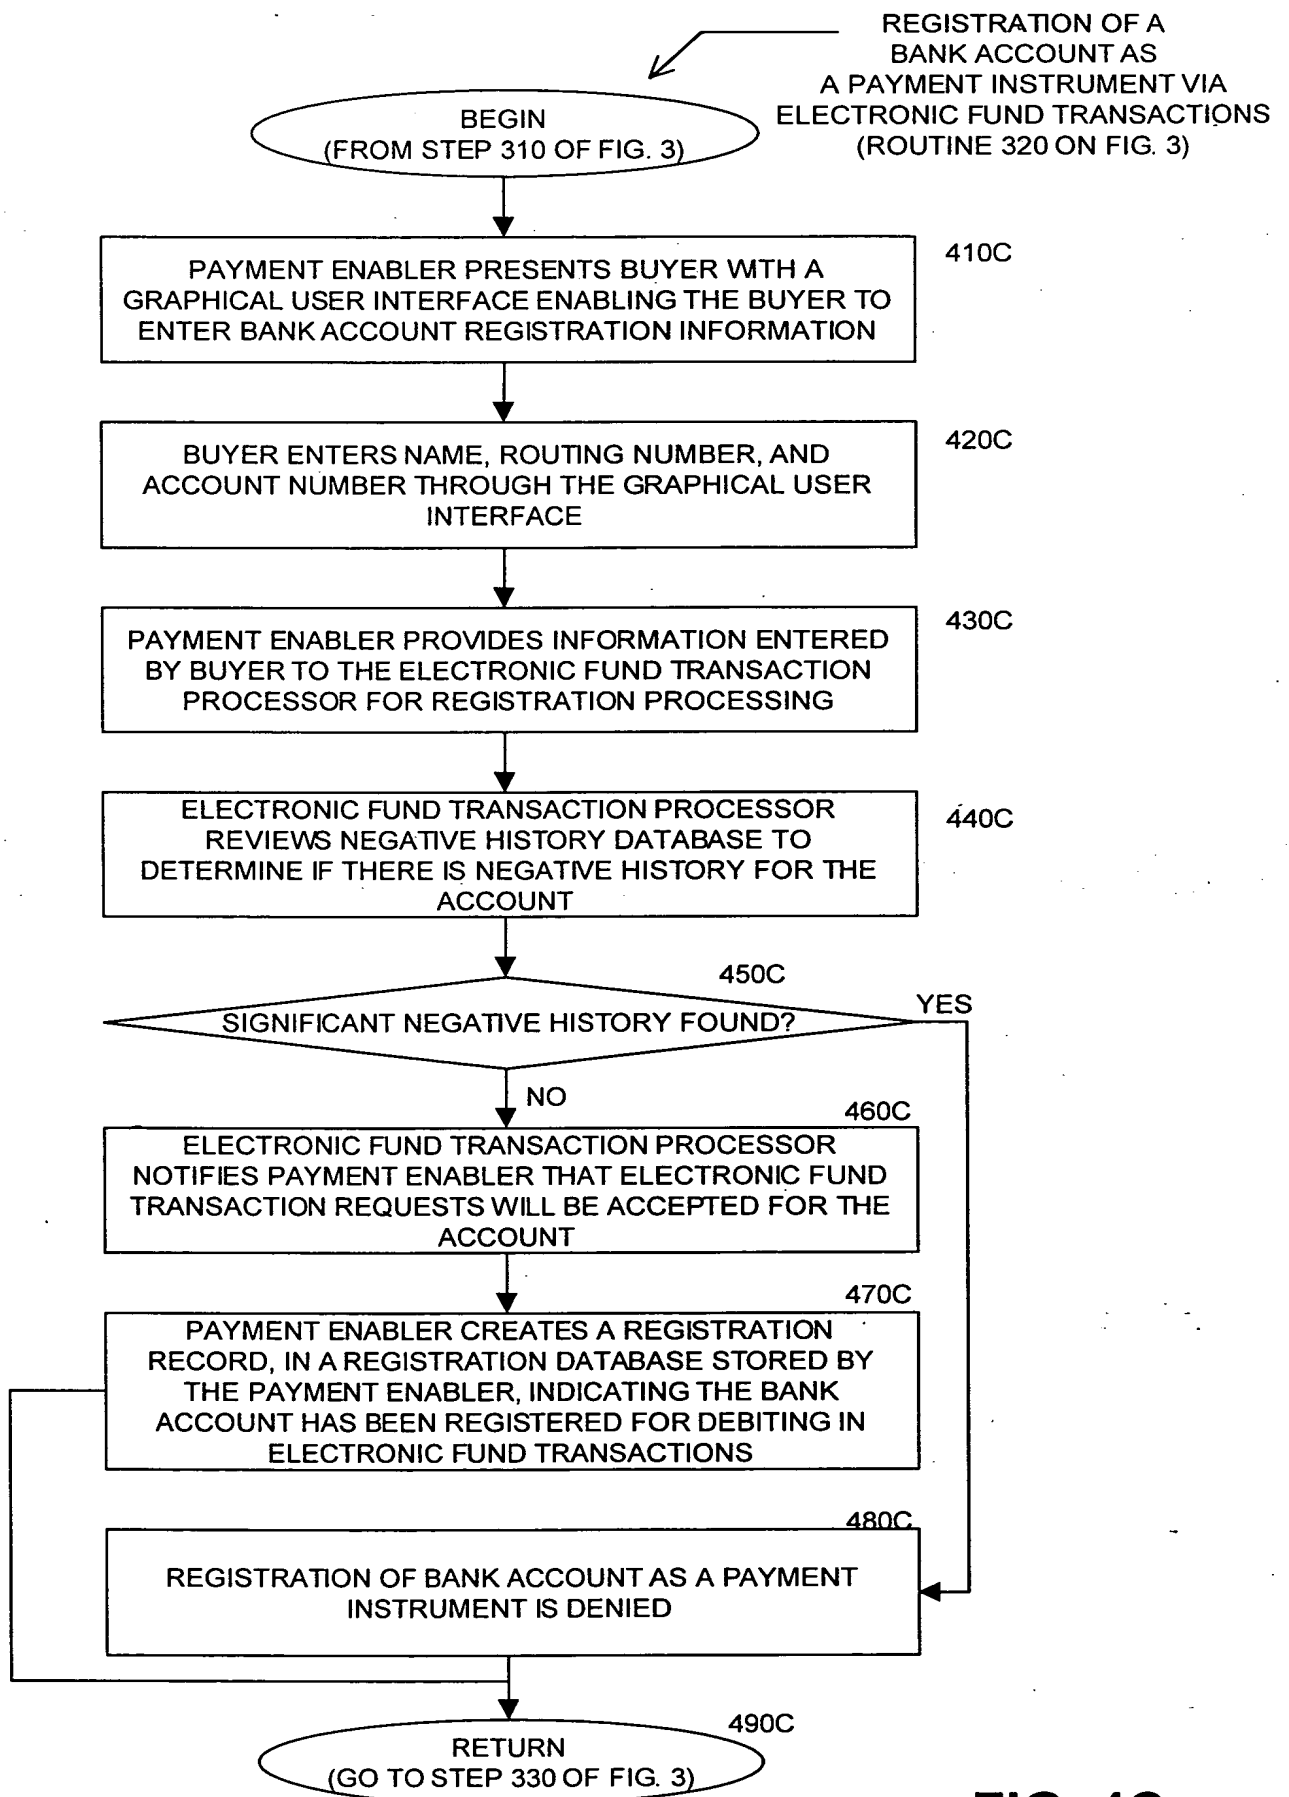 REGISTRATION OF A
BANK ACCOUNT AS
A PAYMENT INSTRUMENT VIA
ELECTRONIC FUND TRANSACTIONS
(ROUTINE 320 ON FIG. 3)
BEGIN
(FROM STEP 310 OF FIG. 3)
410C
PAYMENT ENABLER PRESENTS BUYER WITH A
GRAPHICAL USER INTERFACE ENABLING THE BUYER TO
ENTER BANK ACCOUNT REGISTRATION INFORMATION
420C
BUYER ENTERS NAME, ROUTING NUMBER, AND
ACCOUNT NUMBER THROUGH THE GRAPHICAL USER
INTERFACE
430C
PAYMENT ENABLER PROVIDES INFORMATION ENTERED
BY BUYER TO THE ELECTRONIC FUND TRANSACTION
PROCESSOR FOR REGISTRATION PROCESSING
440C
ELECTRONIC FUND TRANSACTION PROCESSOR
REVIEWS NEGATIVE HISTORY DATABASE TO
DETERMINE IF THERE IS NEGATIVE HISTORY FOR THE
ACCOUNT
450C
SIGNIFICANT NEGATIVE HISTORY FOUND?
YES
NO
460C
ELECTRONIC FUND TRANSACTION PROCESSOR
NOTIFIES PAYMENT ENABLER THAT ELECTRONIC FUND
TRANSACTION REQUESTS WILL BE ACCEPTED FOR THE
ACCOUNT
470C
PAYMENT ENABLER CREATES A REGISTRATION
RECORD, IN A REGISTRATION DATABASE STORED BY
THE PAYMENT ENABLER, INDICATING THE BANK
ACCOUNT HAS BEEN REGISTERED FOR DEBITING IN
ELECTRONIC FUND TRANSACTIONS
480C
REGISTRATION OF BANK ACCOUNT AS A PAYMENT
INSTRUMENT IS DENIED
490C
RETURN
(GO TO STEP 330 OF FIG. 3)